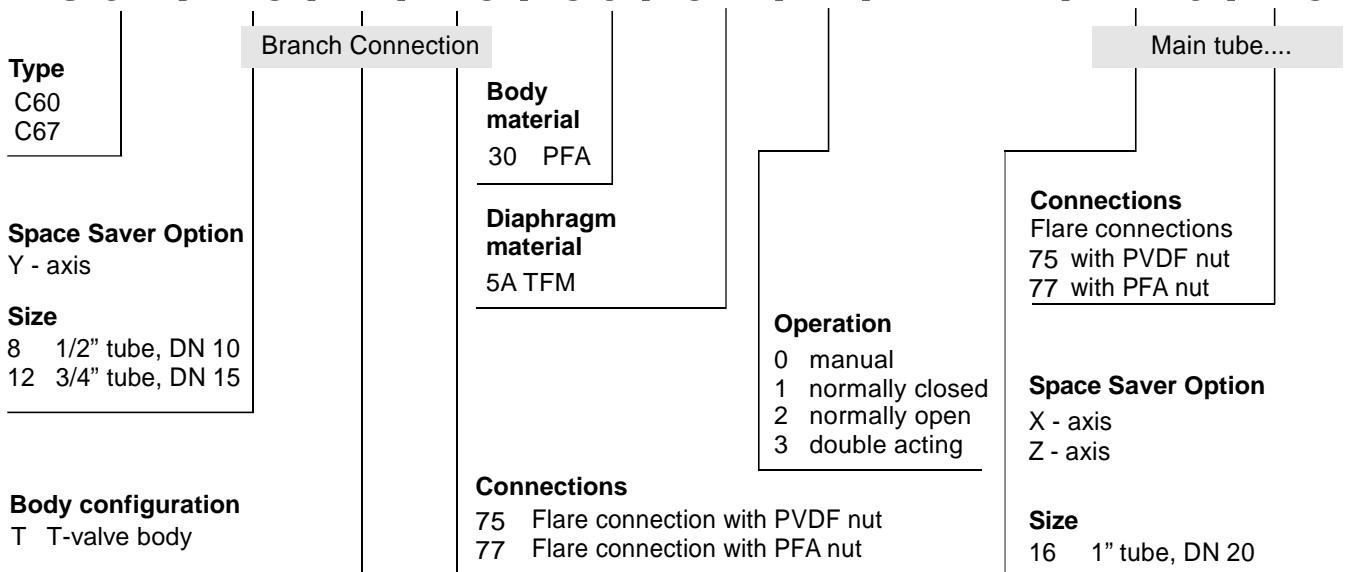 Branch Connection
Main tube....
Type
C60
C67
Space Saver Option
Y - axis
Size
8 1/2” tube, DN 10
12 3/4” tube, DN 15
Body configuration
T T-valve body
Body
material
30 PFA
Diaphragm
material
5A TFM
Connections
75 Flare connection with PVDF nut
77 Flare connection with PFA nut
Operation
0 manual
1 normally closed
2 normally open
3 double acting
Connections
Flare connections
75 with PVDF nut
77 with PFA nut
Space Saver Option
X - axis
Z - axis
Size
16 1” tube, DN 20